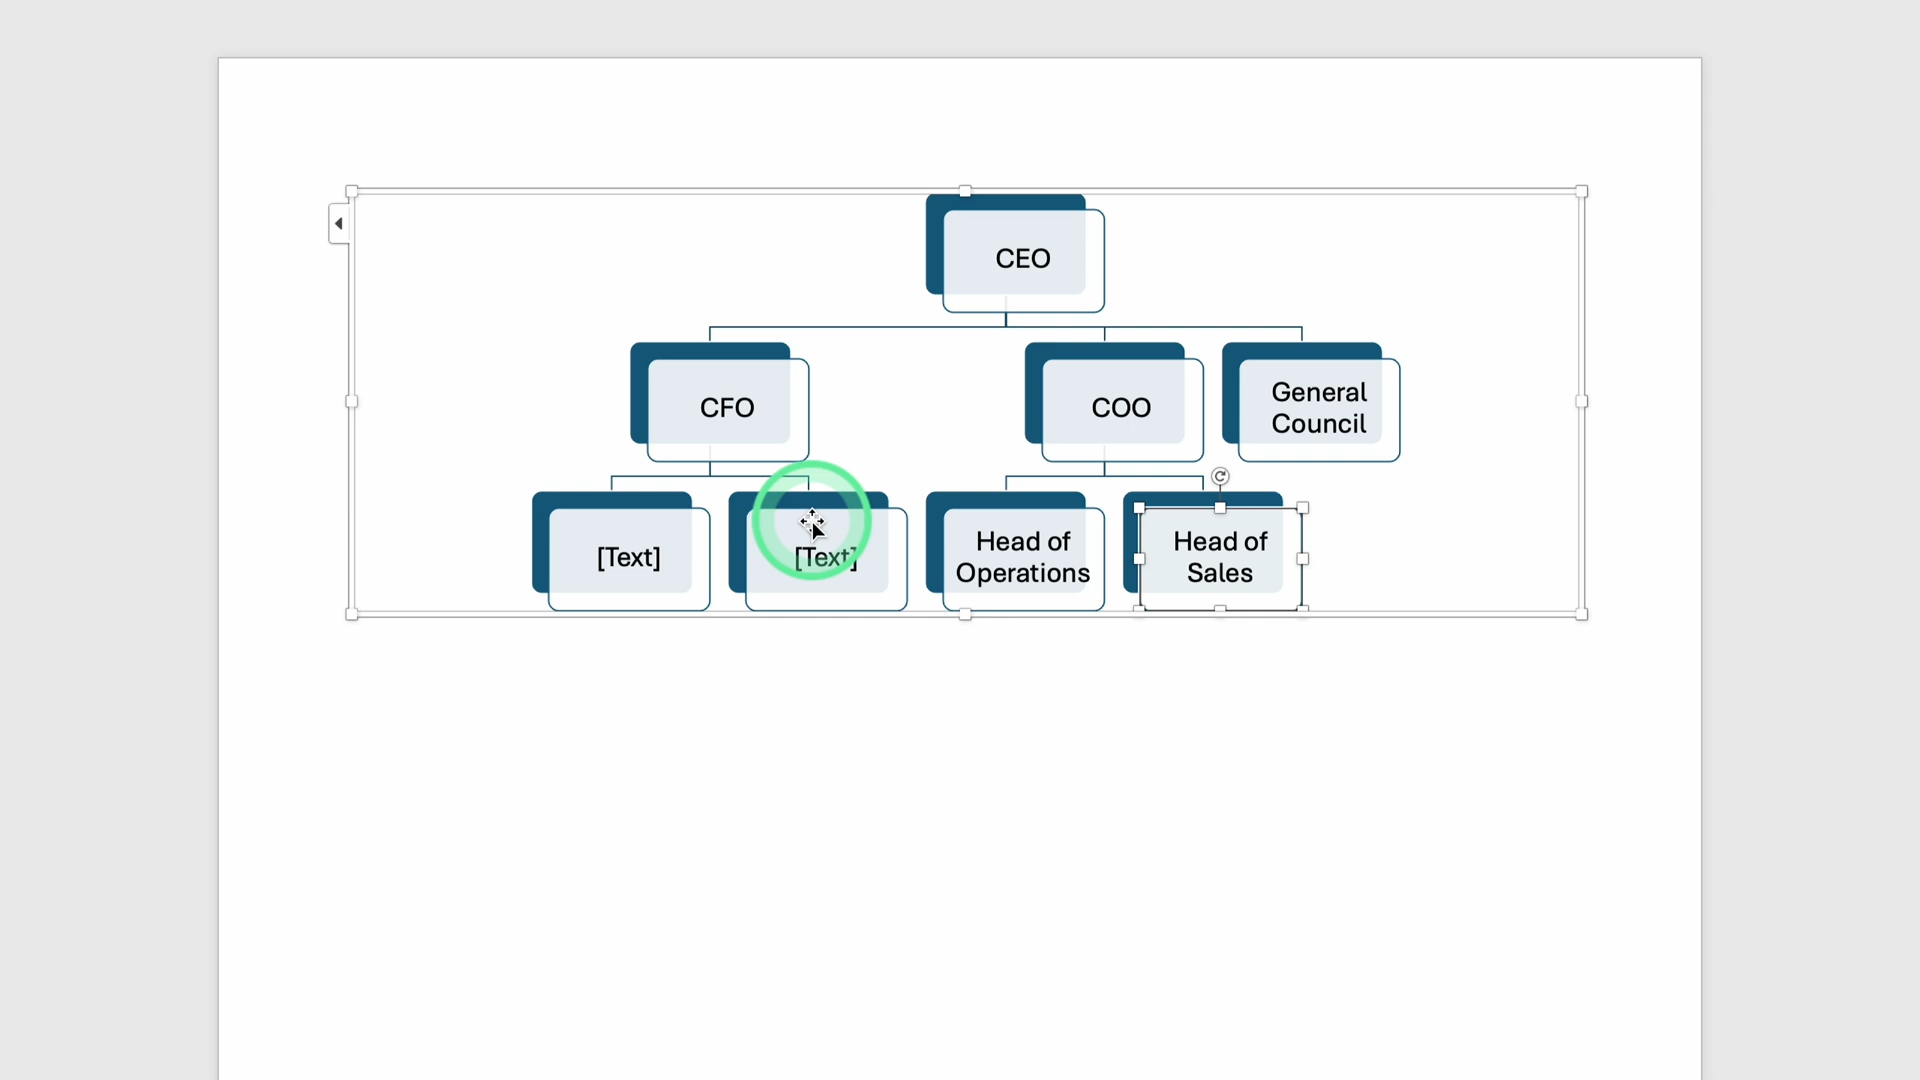 CEO
CFO
COO
General
Council
[Text]
[Text]
Head of
Operations
Head of
Sales